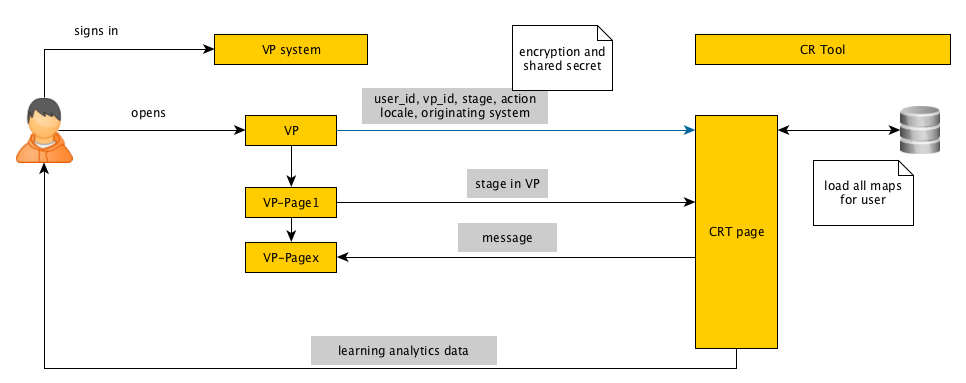 signs in
VP system
encryption and
shared secret
CR Tool
opens
user_id, vp_id, stage, action
locale, originating system
VP
load all maps
for user
stage in VP
VP-Page1
message
CRT page
VP-Pagex
learning analytics data